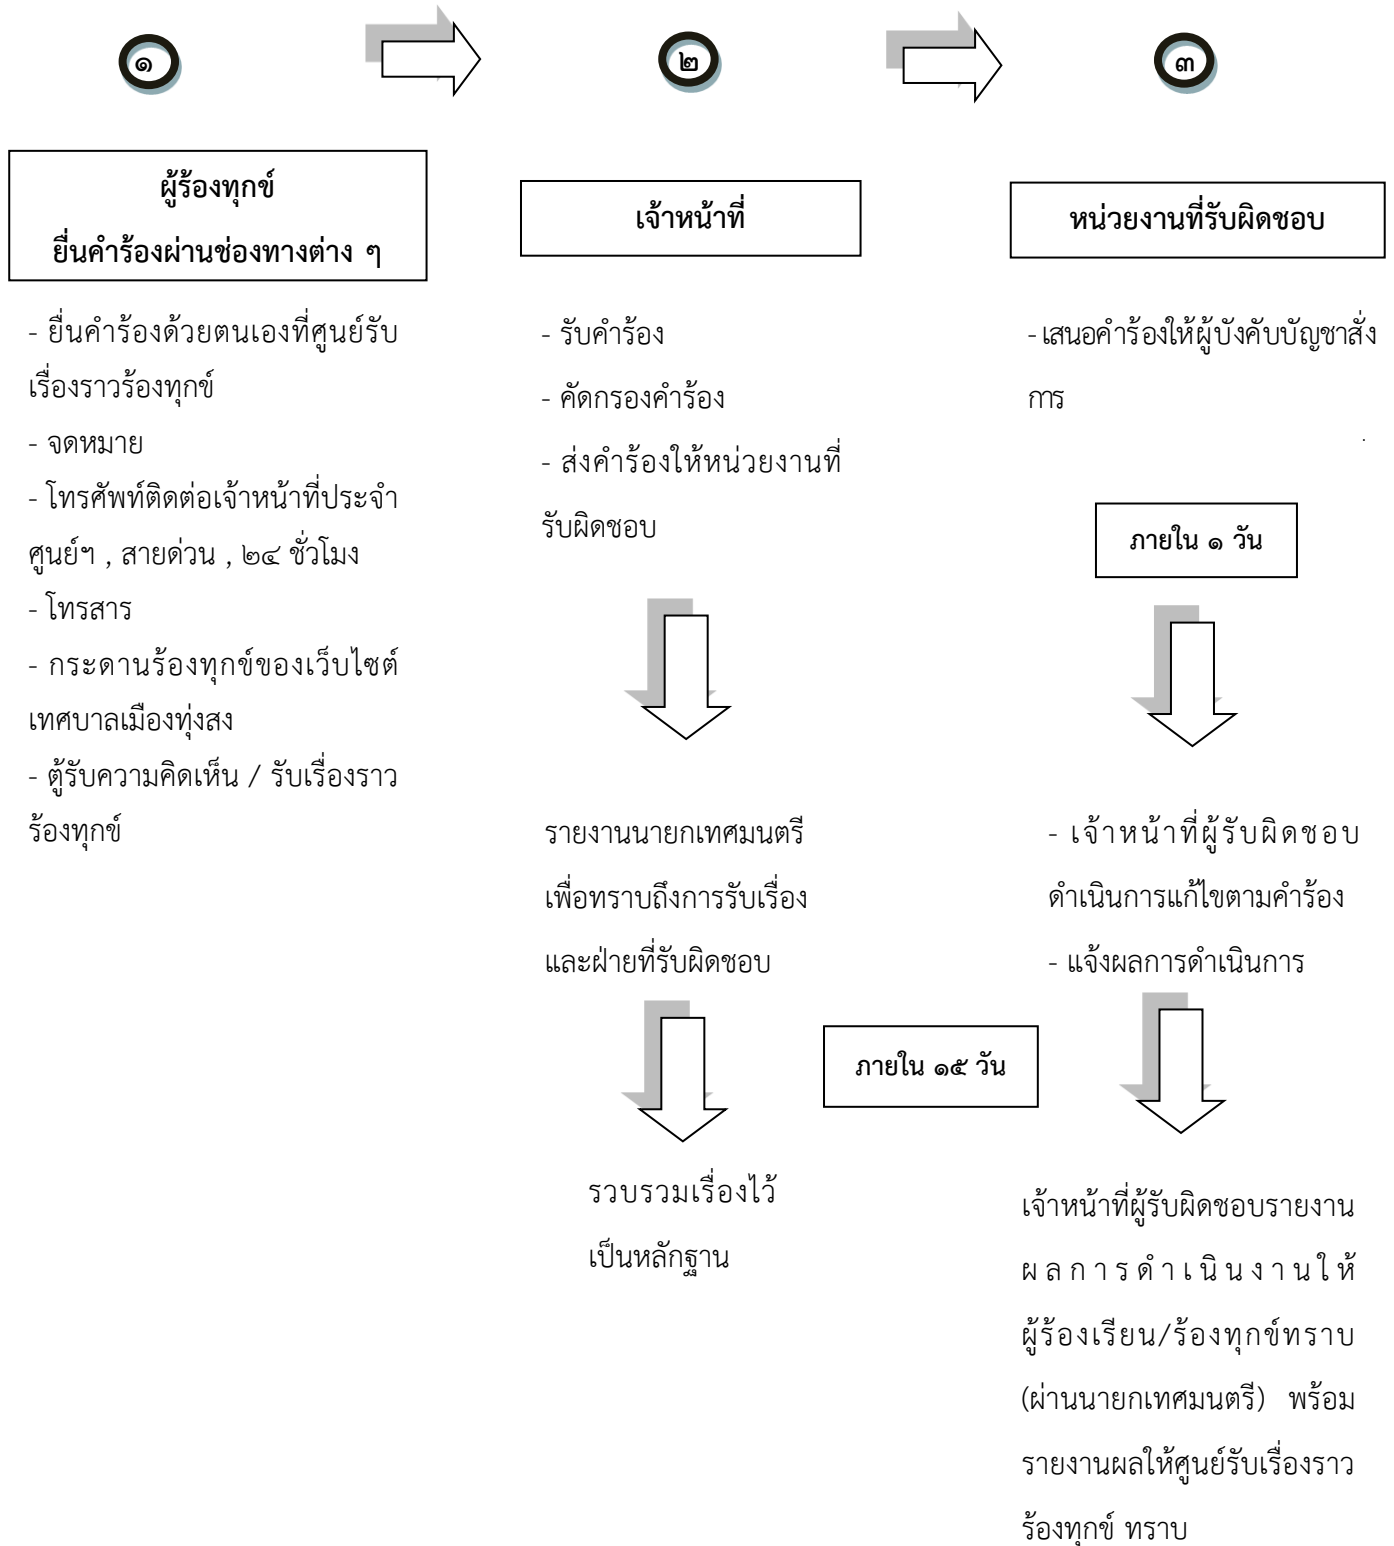 ๑
๒
๓
ผู้ร้องทุกข์
ยื่นคำร้องผ่านช่องทางต่าง ๆ
- ยื่นคำร้องด้วยตนเองที่ศูนย์รับ
เรื่องราวร้องทุกข์
- จดหมาย
- โทรศัพท์ติดต่อเจ้าหน้าที่ประจำ
ศูนย์ฯ , สายด่วน , ๒๔ ชั่วโมง
- โทรสาร
- กระดานร้องทุกข์ของเว็บไซต์
เทศบาลเมืองทุ่งสง
- ตู้รับความคิดเห็น / รับเรื่องราว
ร้องทุกข์
เจ้าหน้าที่
- รับคำร้อง
- คัดกรองคำร้อง
- ส่งคำร้องให้หน่วยงานที่
รับผิดชอบ
รายงานนายกเทศมนตรี
เพื่อทราบถึงการรับเรื่อง
และฝ่ายที่รับผิดชอบ
รวบรวมเรื่องไว้
เป็นหลักฐาน
หน่วยงานที่รับผิดชอบ
- เสนอคำร้องให้ผู้บังคับบัญชาสั่ง
การ
.
ภายใน ๑ วัน
- เจ้าหน้าที่ผู้รับผิดชอบ
ดำเนินการแก้ไขตามคำร้อง
- แจ้งผลการดำเนินการ
ภายใน ๑๕ วัน
เจ้าหน้าที่ผู้รับผิดชอบรายงาน
ผลการดำเนินงานให้
ผู้ร้องเรียน/ร้องทุกข์ทราบ
(ผ่านนายกเทศมนตรี) พร้อม
รายงานผลให้ศูนย์รับเรื่องราว
ร้องทุกข์ ทราบ